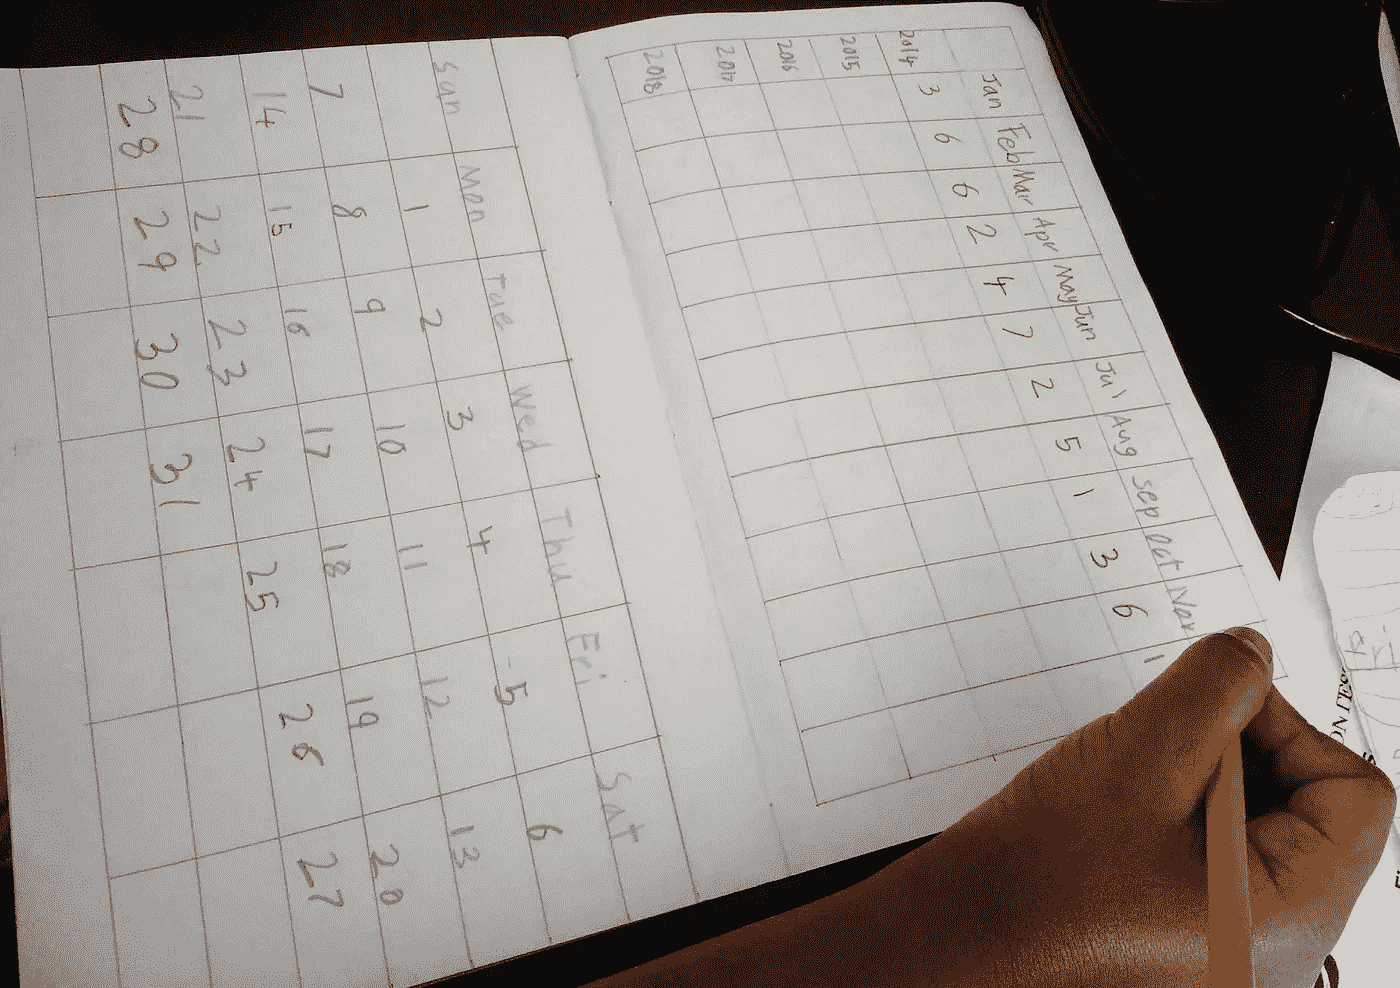 Jan Feb Mar Apr May Jun Jul Aug Sep Oct Nov
2014 3 6 6 2 4 7 2 5 1 3 6 1
2015
2016
2017
2018
Sun Mon Tue Wed Thu Fri Sat
1 2 3 4 5 6
7 8 9 10 11 12 13
14 15 16 17 18 19 20
21 22 23 24 25 26 27
28 29 30 31